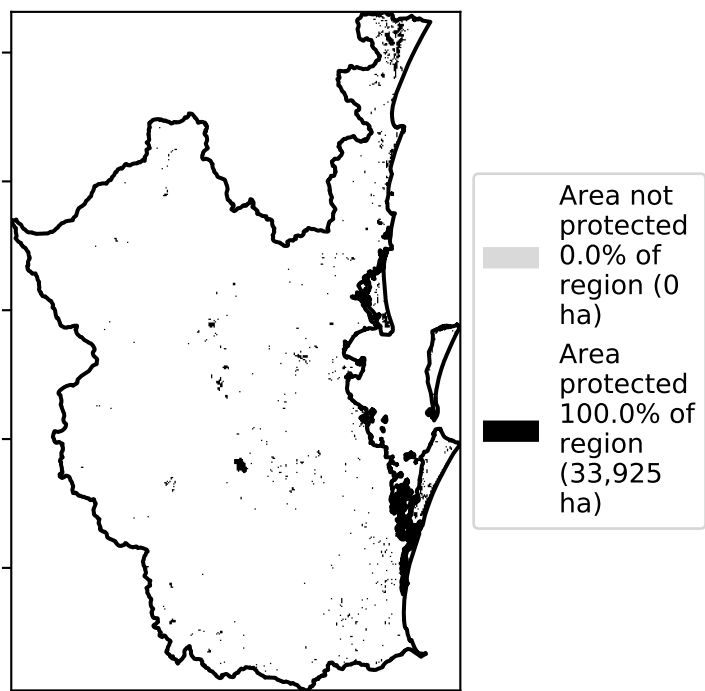 Area not
protected
0.0% of
region (0
ha)
Area
protected
100.0% of
region
(33,925
ha)